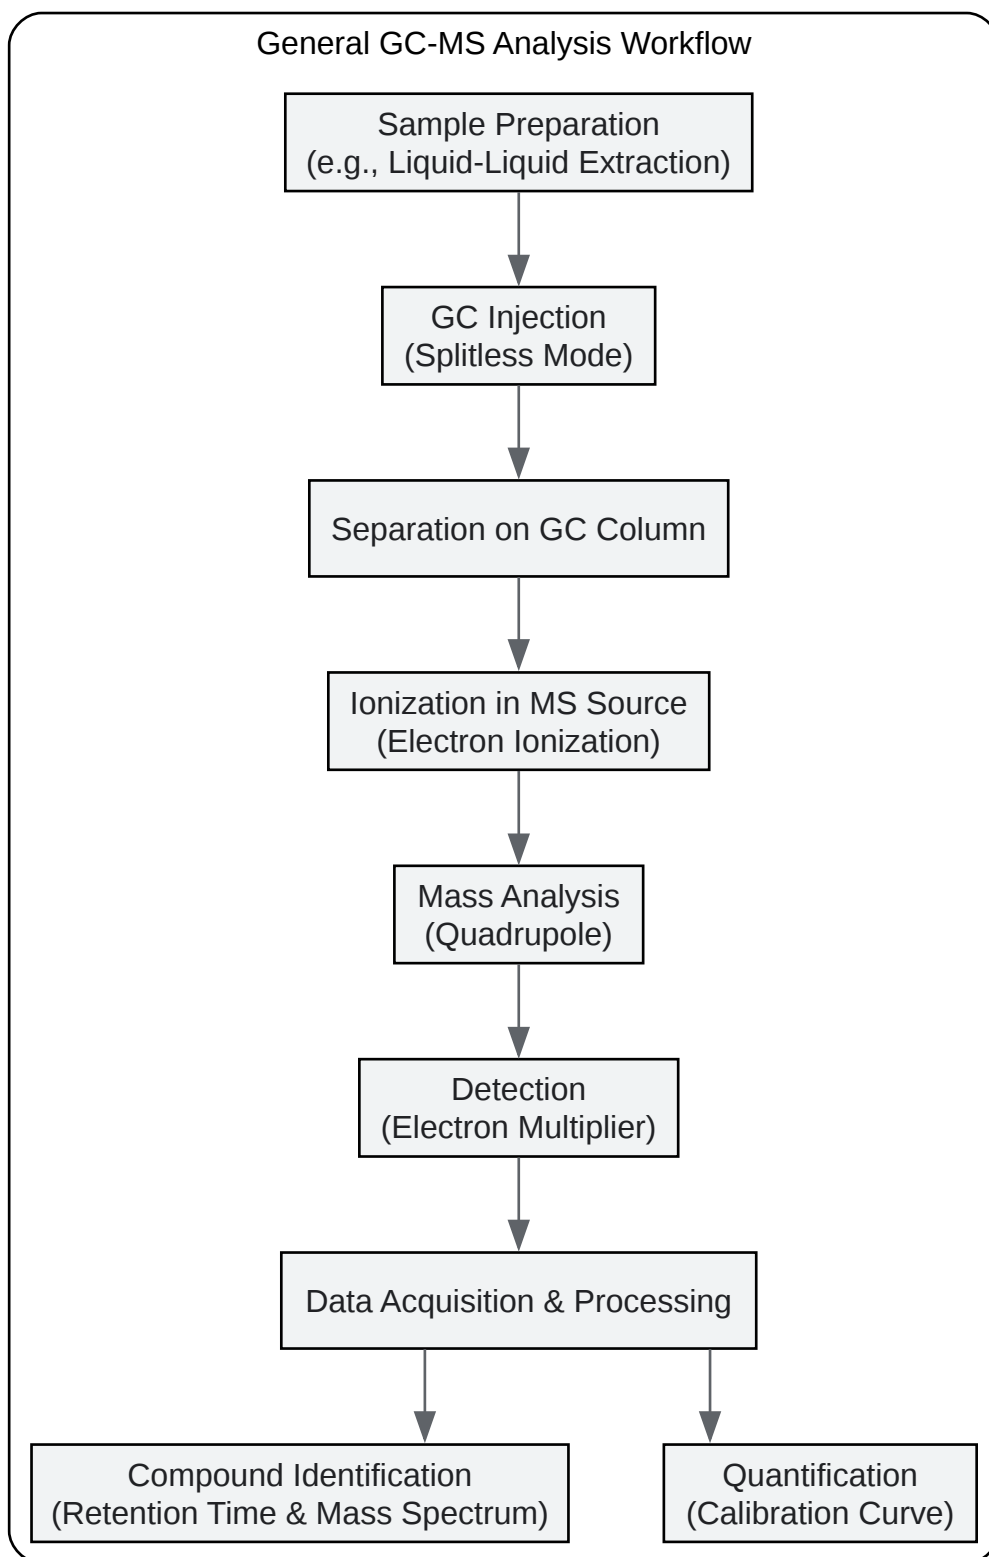 General GC-MS Analysis Workflow
Sample Preparation
(e.g., Liquid-Liquid Extraction)
GC Injection
(Splitless Mode)
Separation on GC Column
Ionization in MS Source
(Electron Ionization)
Mass Analysis
(Quadrupole)
Detection
(Electron Multiplier)
Data Acquisition & Processing
Compound Identification
(Retention Time & Mass Spectrum)
Quantification
(Calibration Curve)